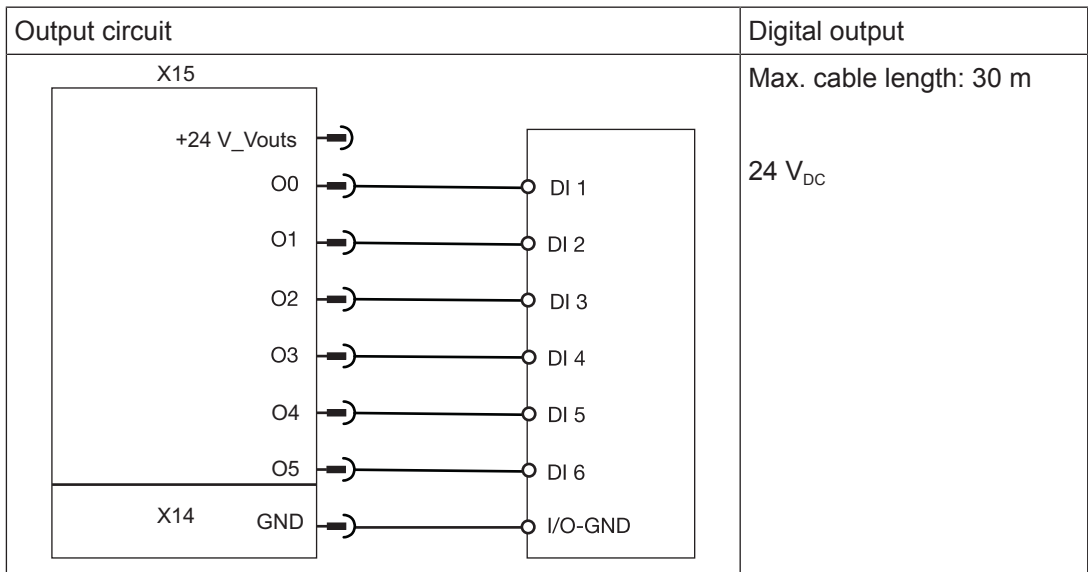 Output circuit
Digital output
X15
Max. cable length: 30 m
+24 V_Vouts
24 VDC
O0
DI 1
O1
DI 2
O2
DI 3
O3
DI 4
O4
DI 5
O5
DI 6
X14
GND
I/O-GND